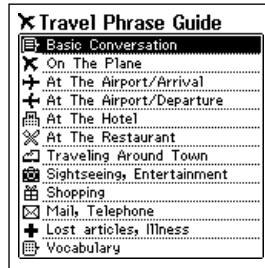 Travel Phrase Guide
Basic Conversation
On The Plane
At The Airport/Arrival
At The Airport/Departure
At The Hotel
At The Restaurant
Traveling Around Town
Sightseeing, Entertainment
Shopping
Mail, Telephone
Lost articles, Illness
Vocabulary